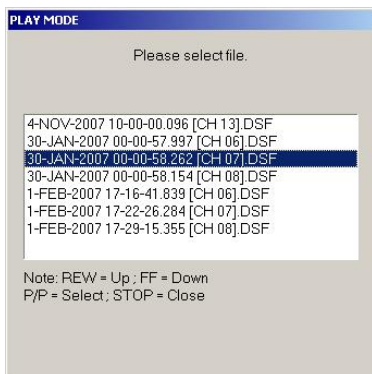 PLAY MODE
Please select file.
4-NOV-2007 10-00-00.096 [CH 13].DSF
30-JAN-2007 00-00-57.997 [CH 06].DSF
30-JAN-2007 00-00-58.262 [CH 07].DSF
30-JAN-2007 00-00-58.154 [CH 08].DSF
1-FEB-2007 17-16-41.839 [CH 06].DSF
1-FEB-2007 17-22-26.284 [CH 07].DSF
1-FEB-2007 17-29-15.355 [CH 08].DSF
Note: REW = Up ; FF = Down
P/P = Select ; STOP = Close